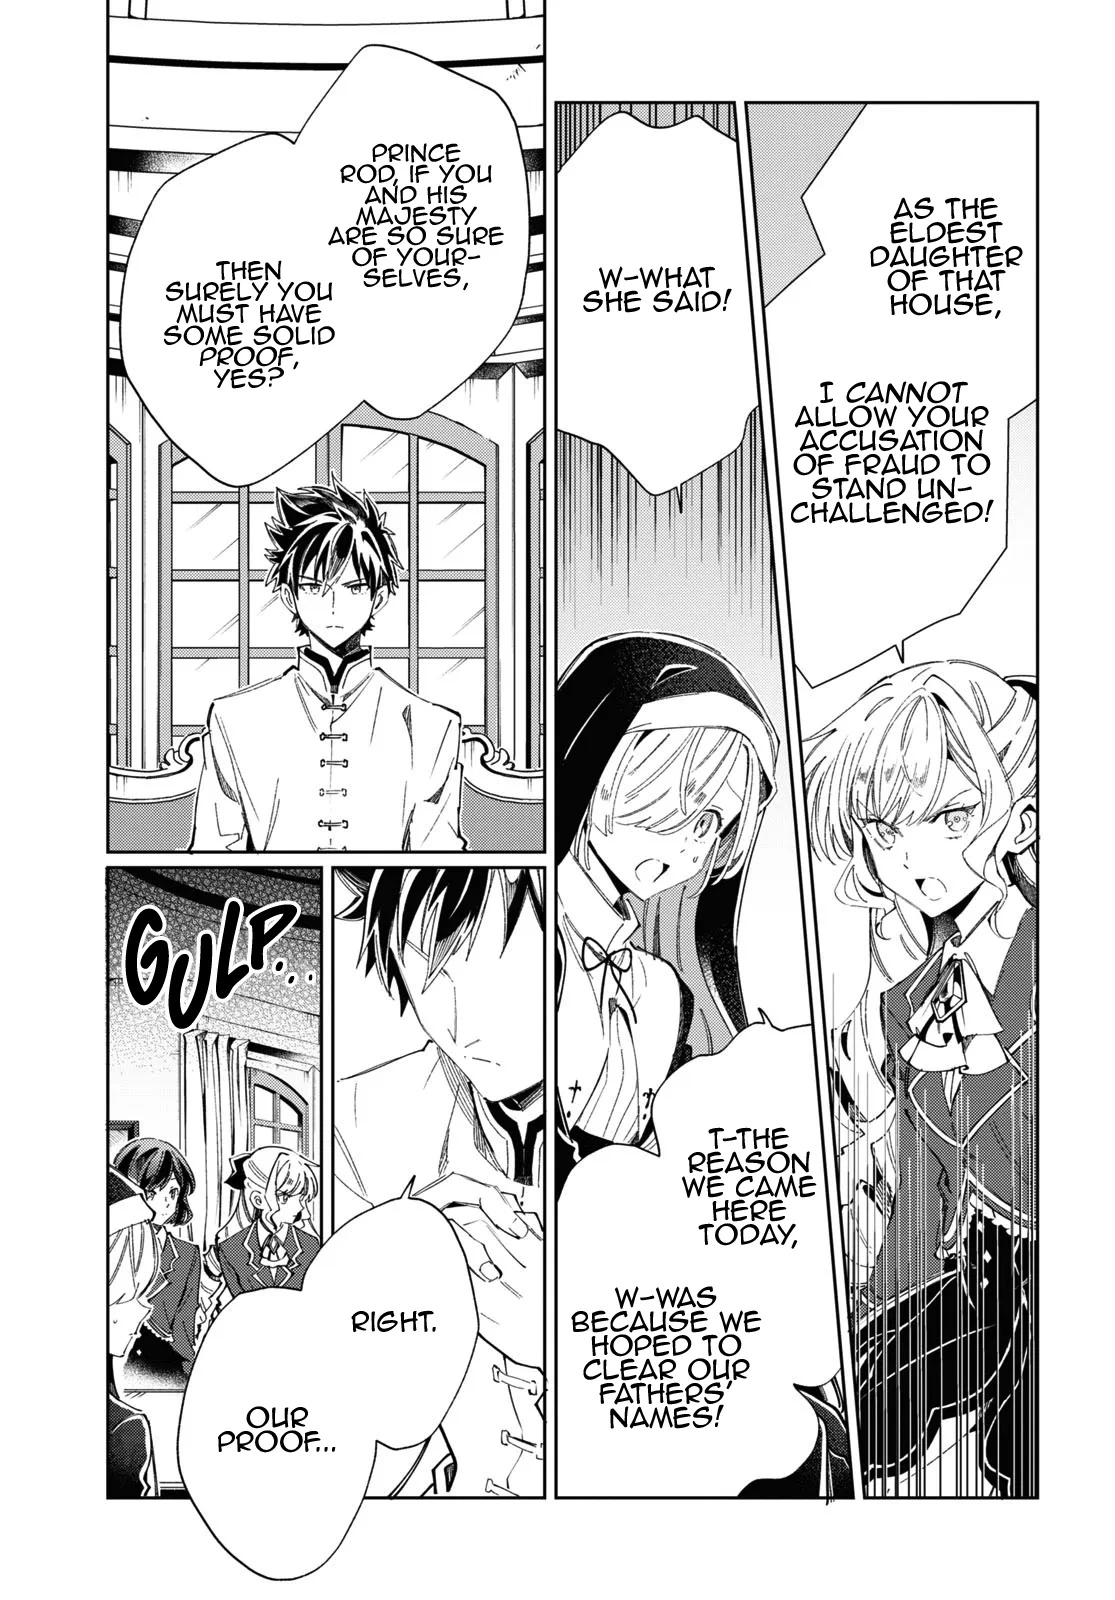 AS THE
ELDEST
DAUGHTER
OF THAT
HOUSE,
I CANNOT
ALLOW YOUR
ACCUSATION
OF FRAUD TO
STAND UN-
CHALLENGED!
W-WHAT
SHE SAID!
T-THE
REASON
WE CAME
HERE
TODAY,
W-WAS
BECAUSE WE
HOPED TO
CLEAR OUR
FATHERS'
NAMES!
PRINCE
ROD, IF YOU
AND HIS
MAJESTY
ARE SO SURE
OF YOUR-
SELVES,
THEN
SURELY YOU
MUST HAVE
SOME SOLID
PROOF,
YES?
RIGHT.
OUR
PROOF...
GULP...